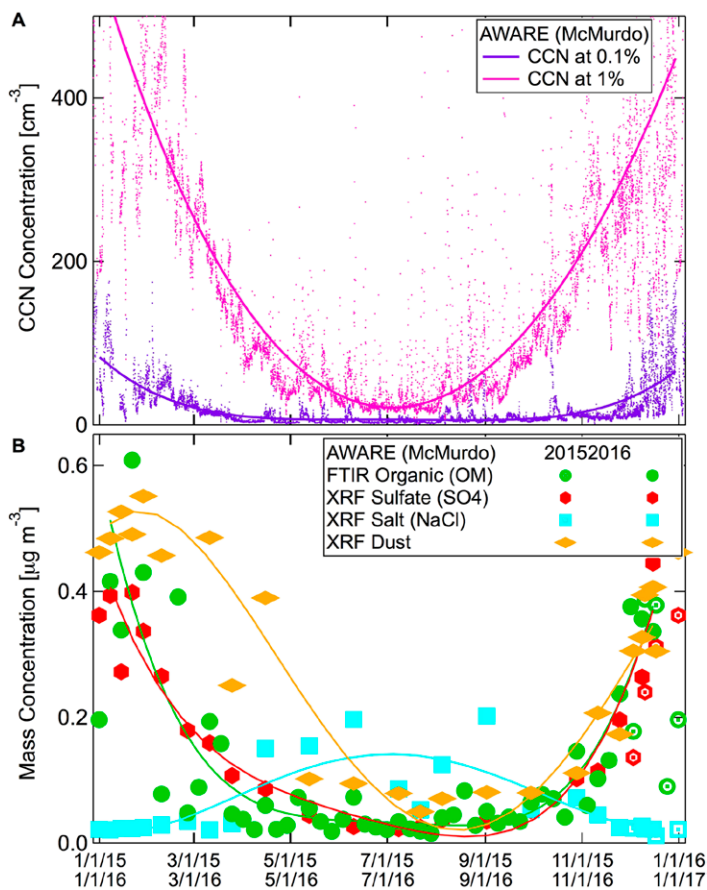 A
AWARE (McMurdo)
CCN at 0.1%
CCN at 1%
CCN Concentration [cm-3]
400
200
0
B
AWARE (McMurdo) 20152016
FTIR Organic (OM)
XRF Sulfate (SO4)
XRF Salt (NaCl)
XRF Dust
Mass Concentration [µg m-3]
0.6
0.4
0.2
0.0
1/1/15 3/1/15 5/1/15 7/1/15 9/1/15 11/1/15 1/1/16
1/1/16 3/1/16 5/1/16 7/1/16 9/1/16 11/1/16 1/1/17